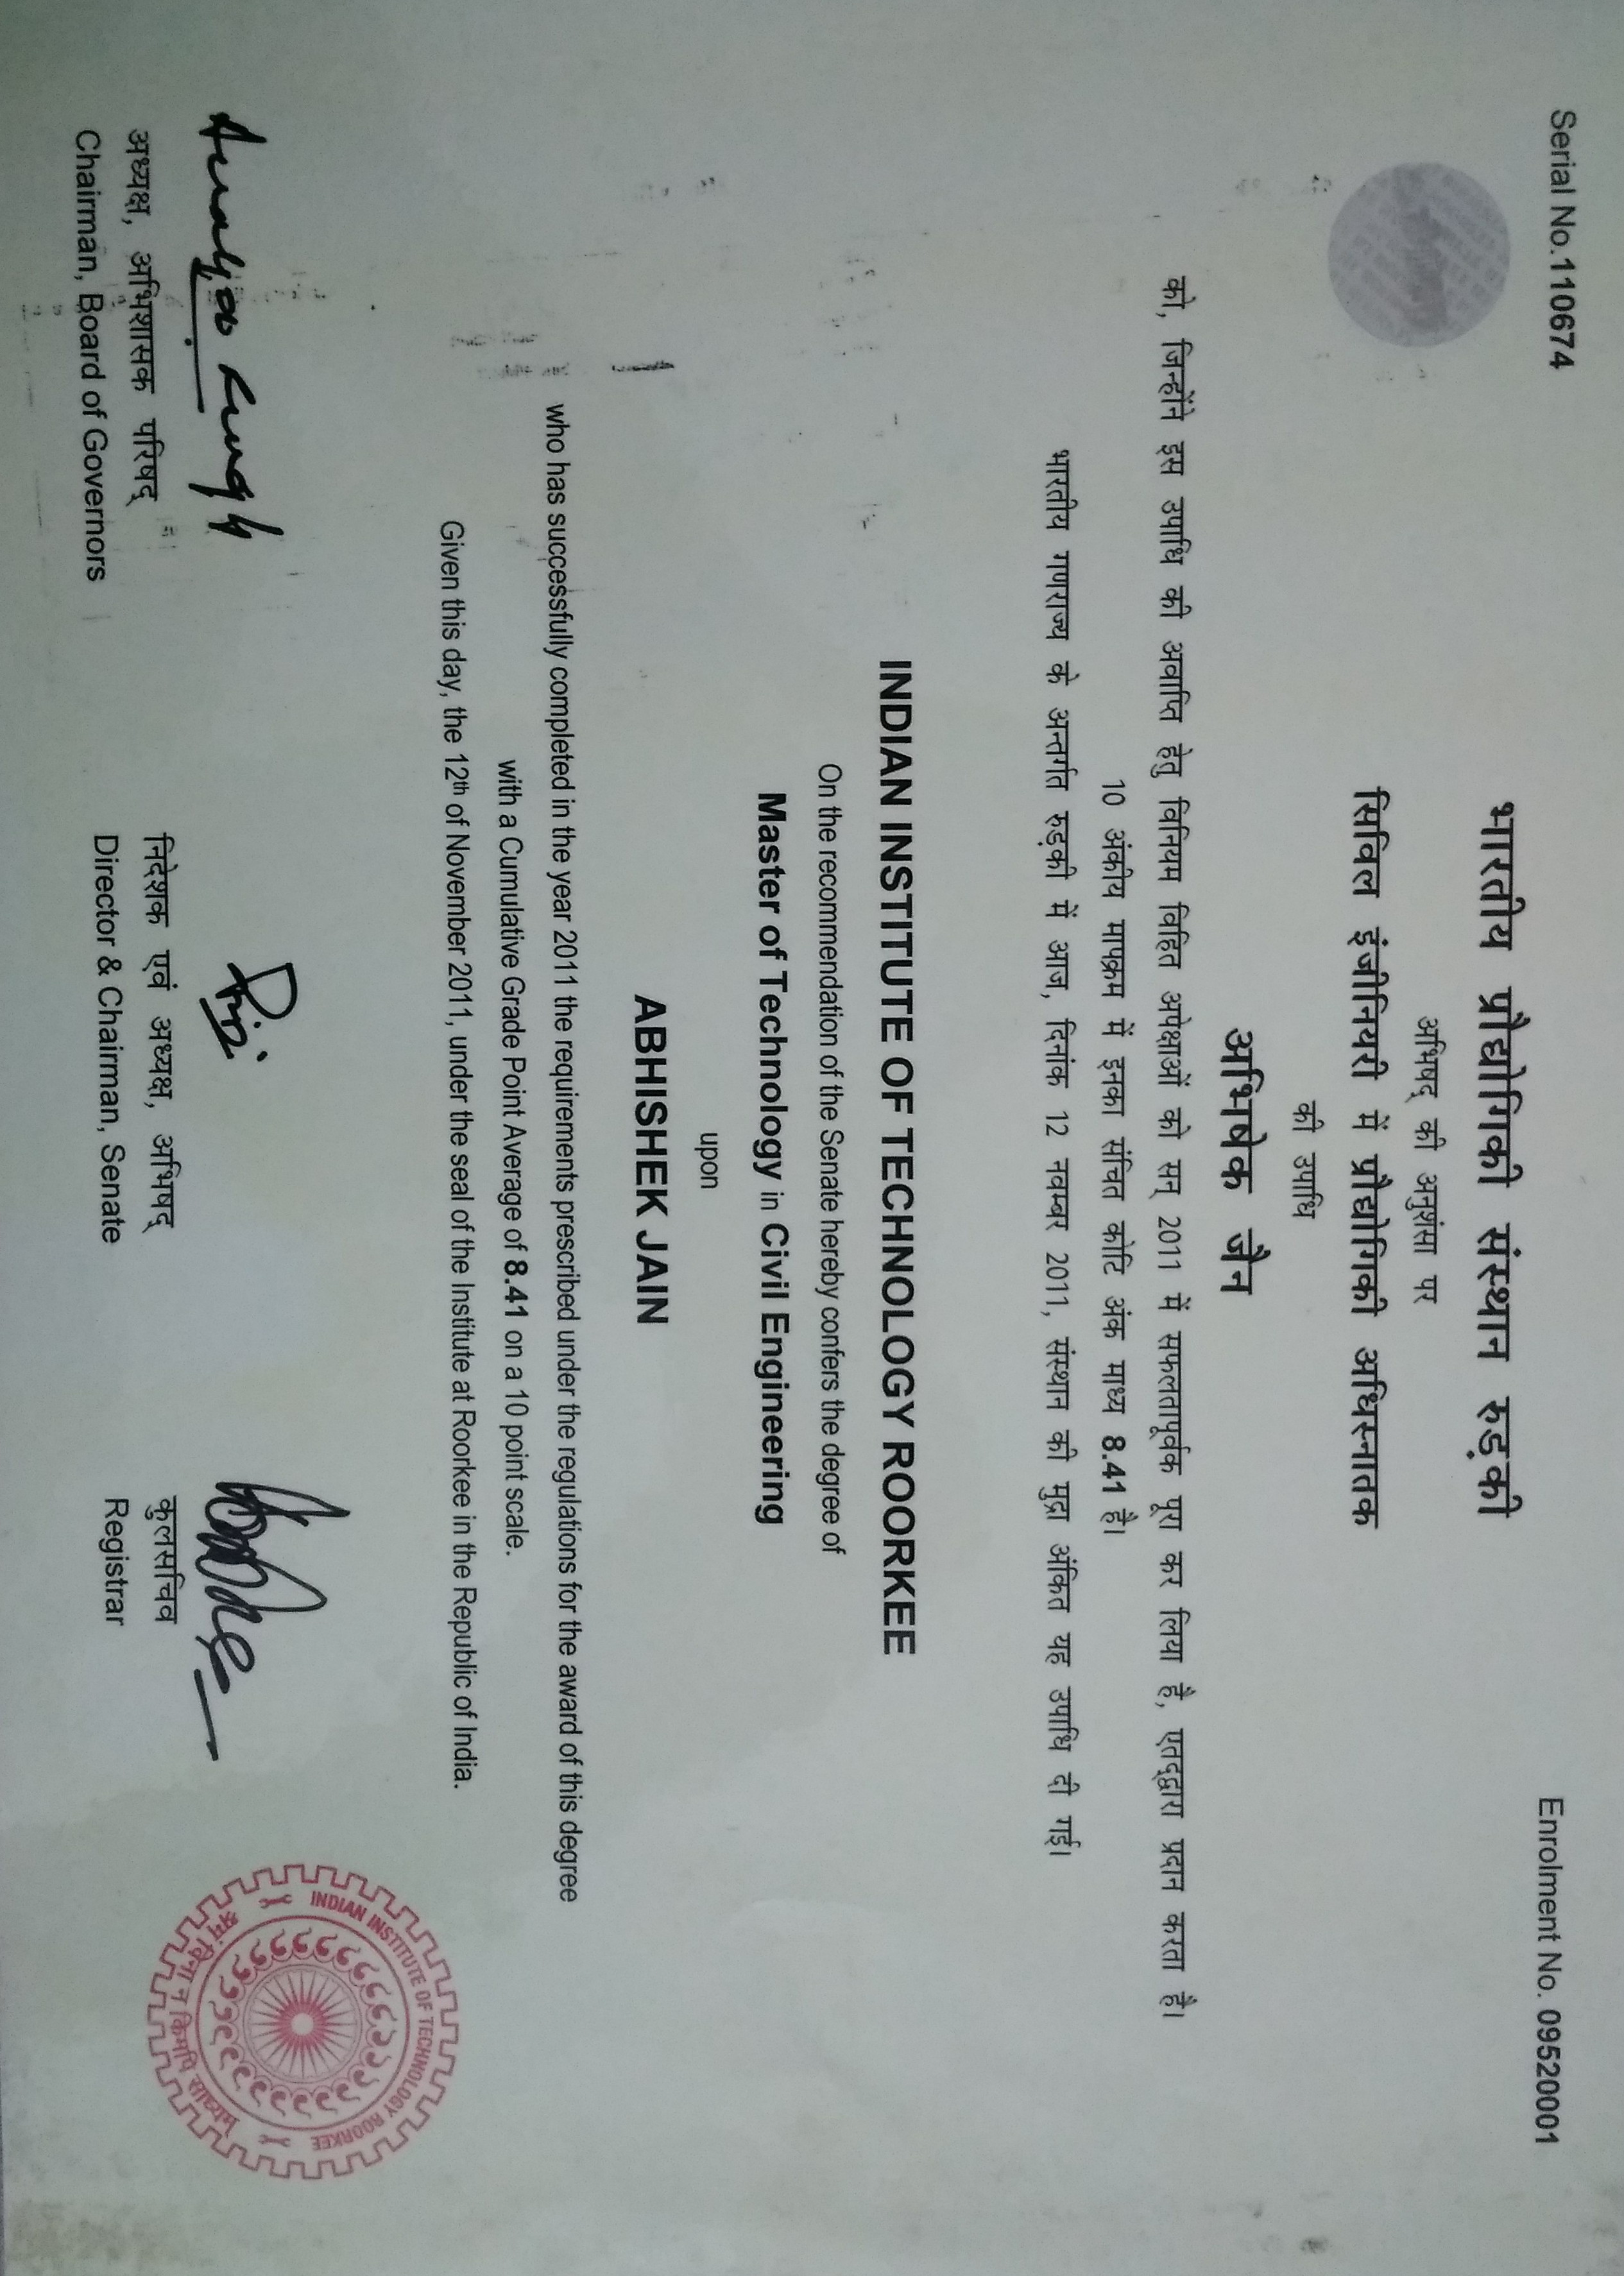 Serial No.110674
Enrolment No. 09520001
भारतीय प्रौद्योगिकी संस्थान रुड़की
अभिषद् की अनुशंसा पर
सिविल इंजीनियरी में प्रौद्योगिकी अधिस्नातक
की उपाधि
अभिषेक जैन
को, जिन्होंने इस उपाधि की अवाप्ति हेतु विनियम विहित अपेक्षाओं को सन् 2011 में सफलतापूर्वक पूरा कर लिया है, एतद्द्वारा प्रदान करता है।
10 अंकीय मापक्रम में इनका संचित कोटि अंक माध्य 8.41 है।
भारतीय गणराज्य के अन्तर्गत रुड़की में आज, दिनांक 12 नवम्बर 2011, संस्थान की मुद्रा अंकित यह उपाधि दी गई।
INDIAN INSTITUTE OF TECHNOLOGY ROORKEE
On the recommendation of the Senate hereby confers the degree of
Master of Technology in Civil Engineering
upon
ABHISHEK JAIN
who has successfully completed in the year 2011 the requirements prescribed under the regulations for the award of this degree
with a Cumulative Grade Point Average of 8.41 on a 10 point scale.
Given this day, the 12th of November 2011, under the seal of the Institute at Roorkee in the Republic of India.
अध्यक्ष, अभिशासक परिषद्
Chairman, Board of Governors
निदेशक एवं अध्यक्ष, अभिषद्
Director & Chairman, Senate
कुलसचिव
Registrar
INDIAN INSTITUTE OF TECHNOLOGY ROORKEE
श्रमं विना न किमपि साध्यम्